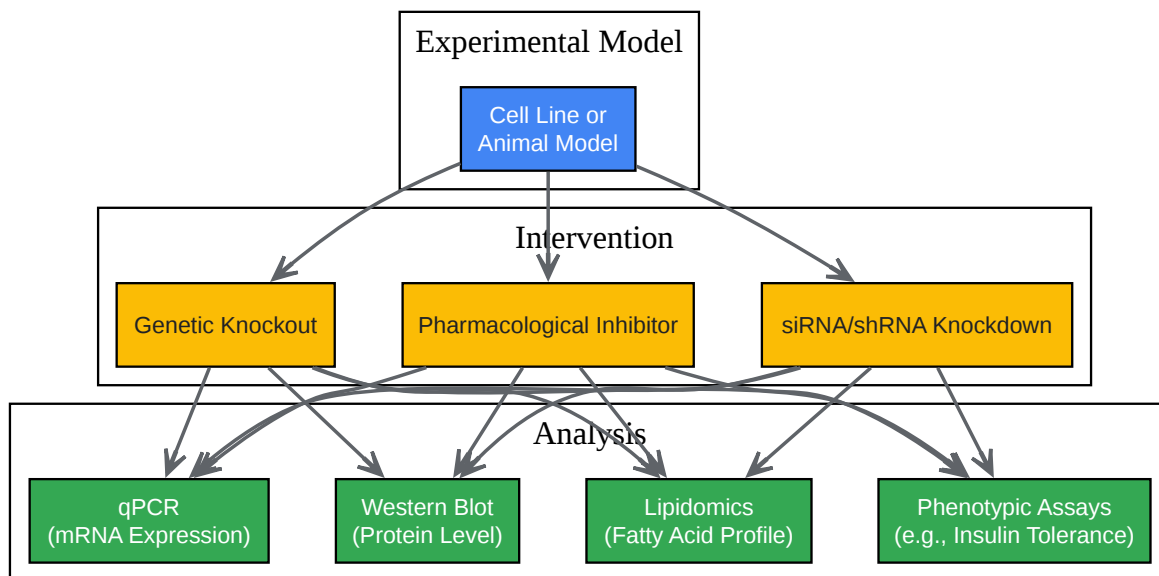 Experimental Model
Cell Line or
Animal Model
Intervention
Genetic Knockout
Pharmacological Inhibitor
siRNA/shRNA Knockdown
Analysis
qPCR
(mRNA Expression)
Western Blot
(Protein Level)
Lipidomics
(Fatty Acid Profile)
Phenotypic Assays
(e.g., Insulin Tolerance)